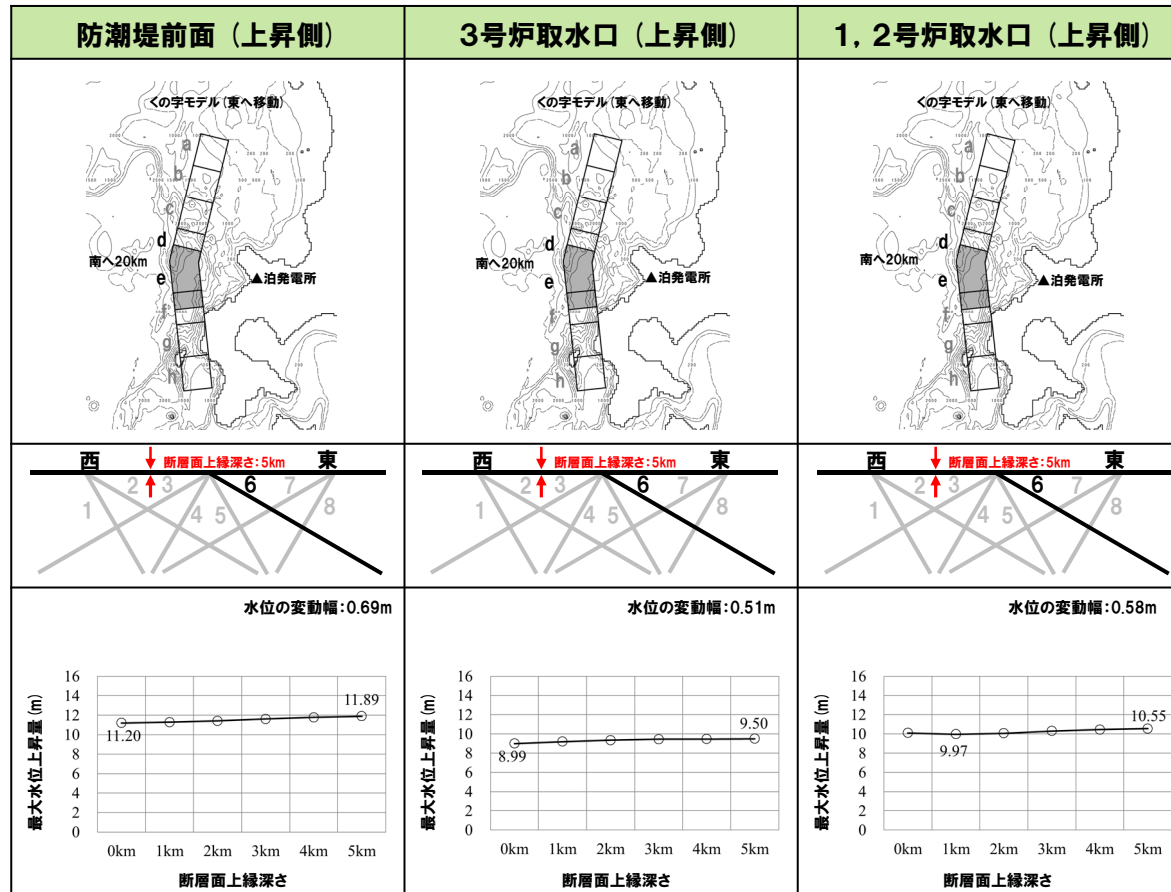 防潮堤前面（上昇側）
3号炉取水口（上昇側）
1，2号炉取水口（上昇側）
くの字モデル（東へ移動）
a
b
c
d
南へ20km
e
▲泊発電所
f
g
h
くの字モデル（東へ移動）
a
b
c
d
南へ20km
e
▲泊発電所
f
g
h
くの字モデル（東へ移動）
a
b
c
d
南へ20km
e
▲泊発電所
f
g
h
西
断層面上縁深さ：5km
東
1 2 3 4 5 6 7 8
西
断層面上縁深さ：5km
東
1 2 3 4 5 6 7 8
西
断層面上縁深さ：5km
東
1 2 3 4 5 6 7 8
水位の変動幅：0.69m
最大水位上昇量(m)
16
14
12
10
8
6
4
2
0
11.20
11.89
0km 1km 2km 3km 4km 5km
断層面上縁深さ
水位の変動幅：0.51m
最大水位上昇量(m)
16
14
12
10
8
6
4
2
0
8.99
9.50
0km 1km 2km 3km 4km 5km
断層面上縁深さ
水位の変動幅：0.58m
最大水位上昇量(m)
16
14
12
10
8
6
4
2
0
9.97
10.55
0km 1km 2km 3km 4km 5km
断層面上縁深さ